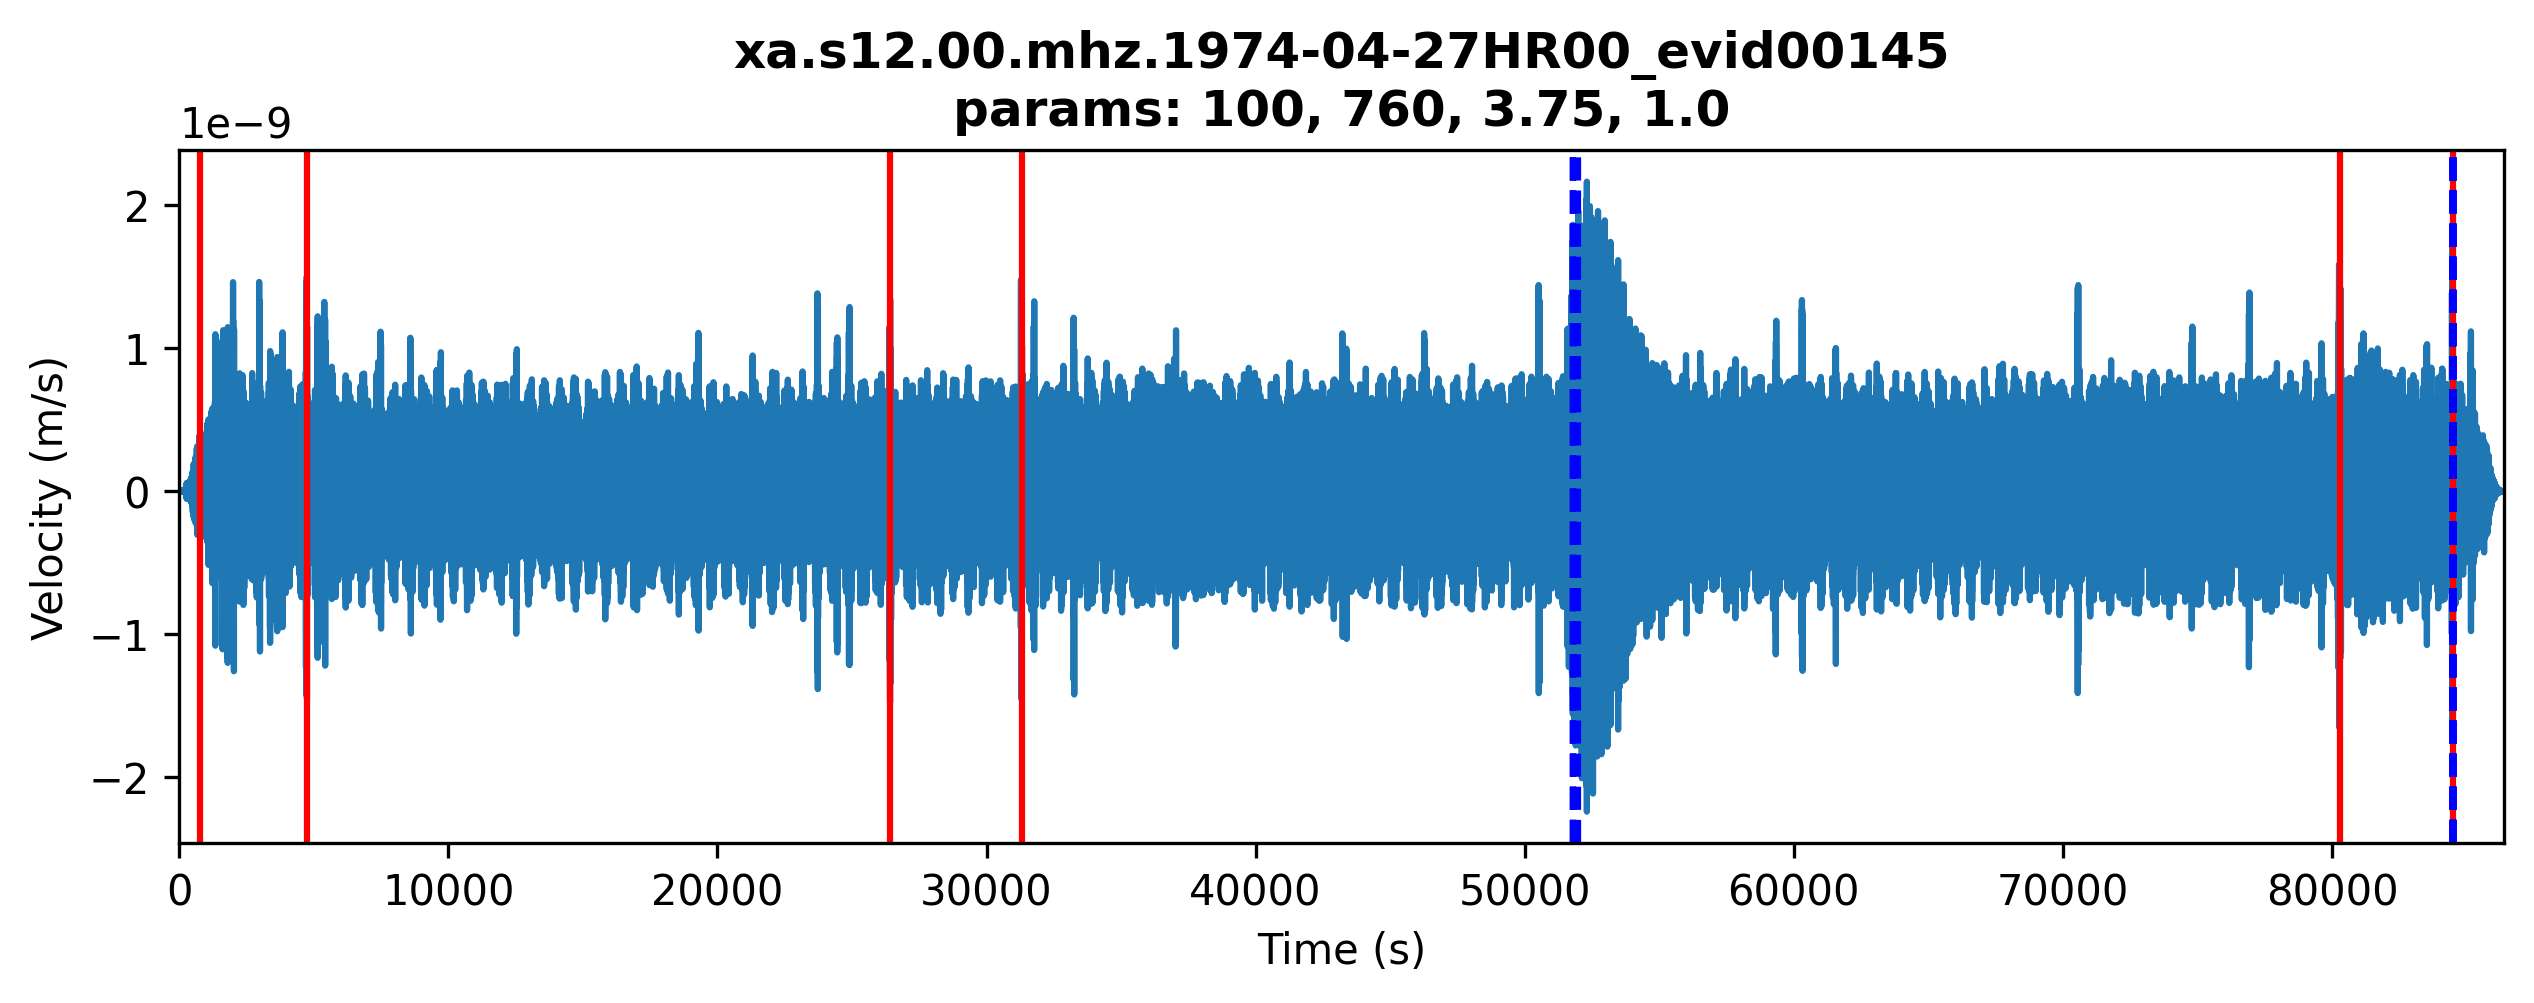 xa.s12.00.mhz.1974-04-27HR00_evid00145
params: 100, 760, 3.75, 1.0
1e−9
2
1
0
−1
−2
Velocity (m/s)
0 10000 20000 30000 40000 50000 60000 70000 80000
Time (s)